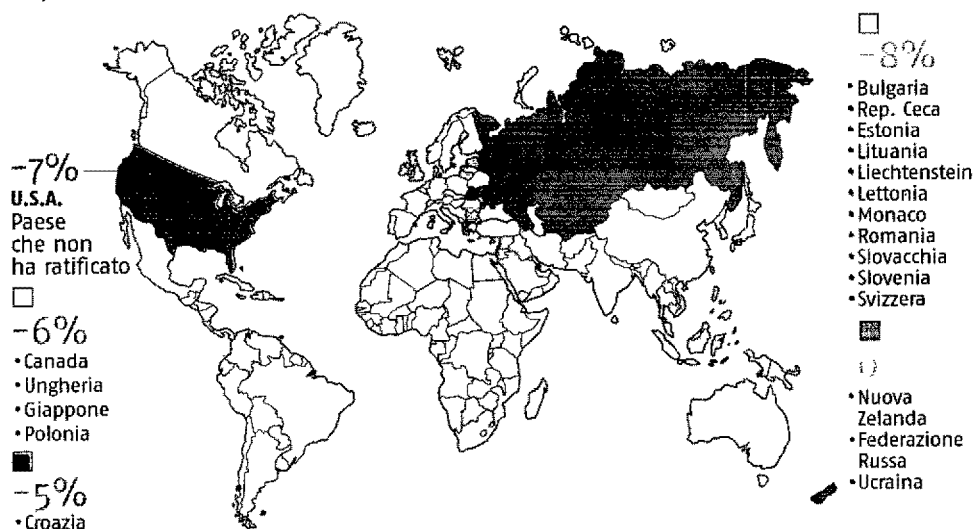 -7%
U.S.A.
Paese
che non
ha ratificato
-6%
• Canada
• Ungheria
• Giappone
• Polonia
-5%
• Croazia
-8%
• Bulgaria
• Rep. Ceca
• Estonia
• Lituania
• Liechtenstein
• Lettonia
• Monaco
• Romania
• Slovacchia
• Slovenia
• Svizzera
• Nuova
Zelanda
• Federazione
Russa
• Ucraina